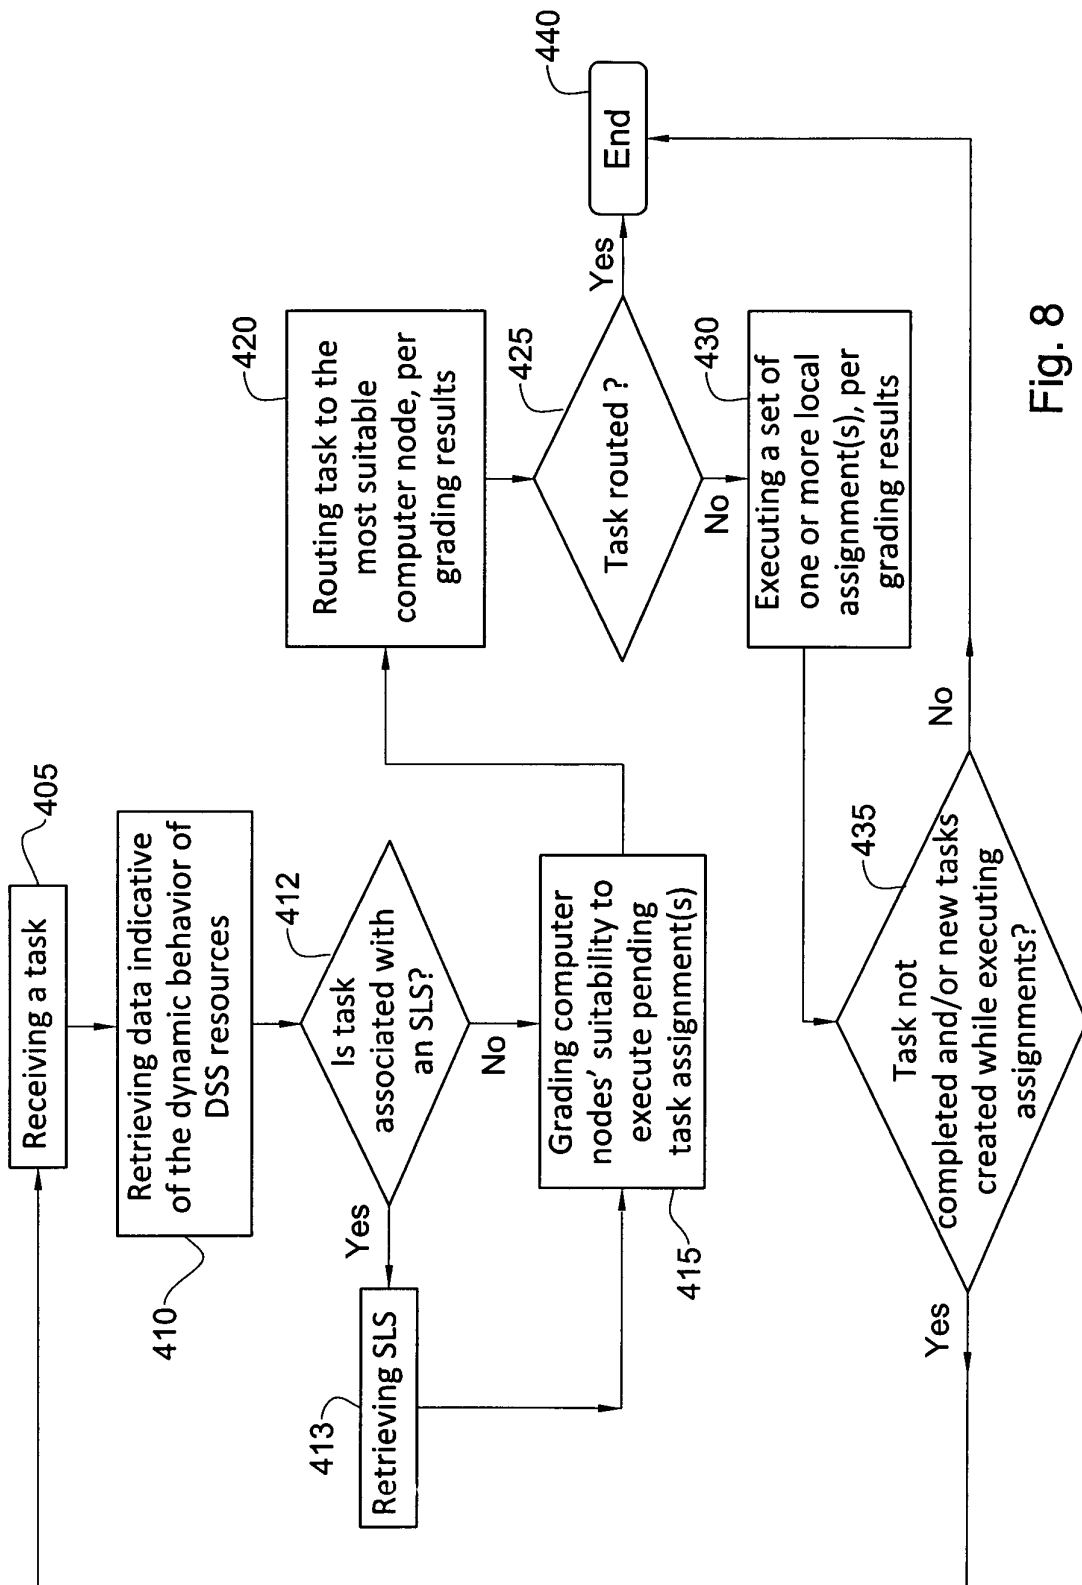 405
Receiving a task
Retrieving data indicative
of the dynamic behavior of
DSS resources
410
412
Is task
associated with
an SLS?
Yes
No
413
Retrieving SLS
Grading computer
nodes' suitability to
execute pending
task assignment(s)
415
420
Routing task to the
most suitable
computer node, per
grading results
425
Task routed ?
Yes
No
440
End
430
Executing a set of
one or more local
assignment(s), per
grading results
435
Task not
completed and/or new tasks
created while executing
assignments?
Yes
No
Fig. 8